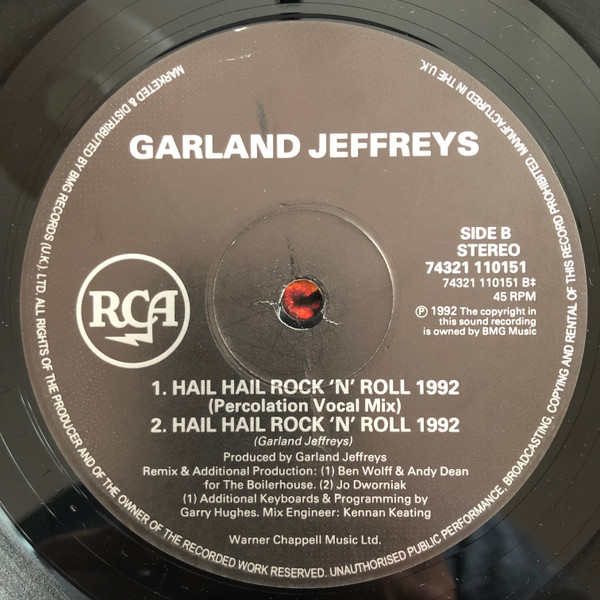 GARLAND JEFFREYS
SIDE B
STEREO
74321 110151
74321 110151 B‡
45 RPM
℗ 1992 The copyright in
this sound recording
is owned by BMG Music
RCA
1. HAIL HAIL ROCK ‘N’ ROLL 1992
(Percolation Vocal Mix)
2. HAIL HAIL ROCK ‘N’ ROLL 1992
(Garland Jeffreys)
Produced by Garland Jeffreys
Remix & Additional Production: (1) Ben Wolff & Andy Dean
for The Boilerhouse. (2) Jo Dworniak
(1) Additional Keyboards & Programming by
Garry Hughes. Mix Engineer: Kennan Keating
Warner Chappell Music Ltd.
MARKETED & DISTRIBUTED BY BMG RECORDS (U.K.), LTD. ALL RIGHTS OF THE PRODUCER AND OF THE OWNER OF THE RECORDED WORK RESERVED. UNAUTHORISED PUBLIC PERFORMANCE, BROADCASTING, COPYING AND RENTAL OF THIS RECORD PROHIBITED. MANUFACTURED IN THE U.K.